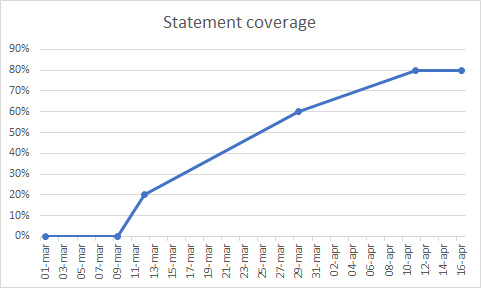 Statement coverage
90%
80%
70%
60%
50%
40%
30%
20%
10%
0%
01-mar
03-mar
05-mar
07-mar
09-mar
11-mar
13-mar
15-mar
17-mar
19-mar
21-mar
23-mar
25-mar
27-mar
29-mar
31-mar
02-apr
04-apr
06-apr
08-apr
10-apr
12-apr
14-apr
16-apr